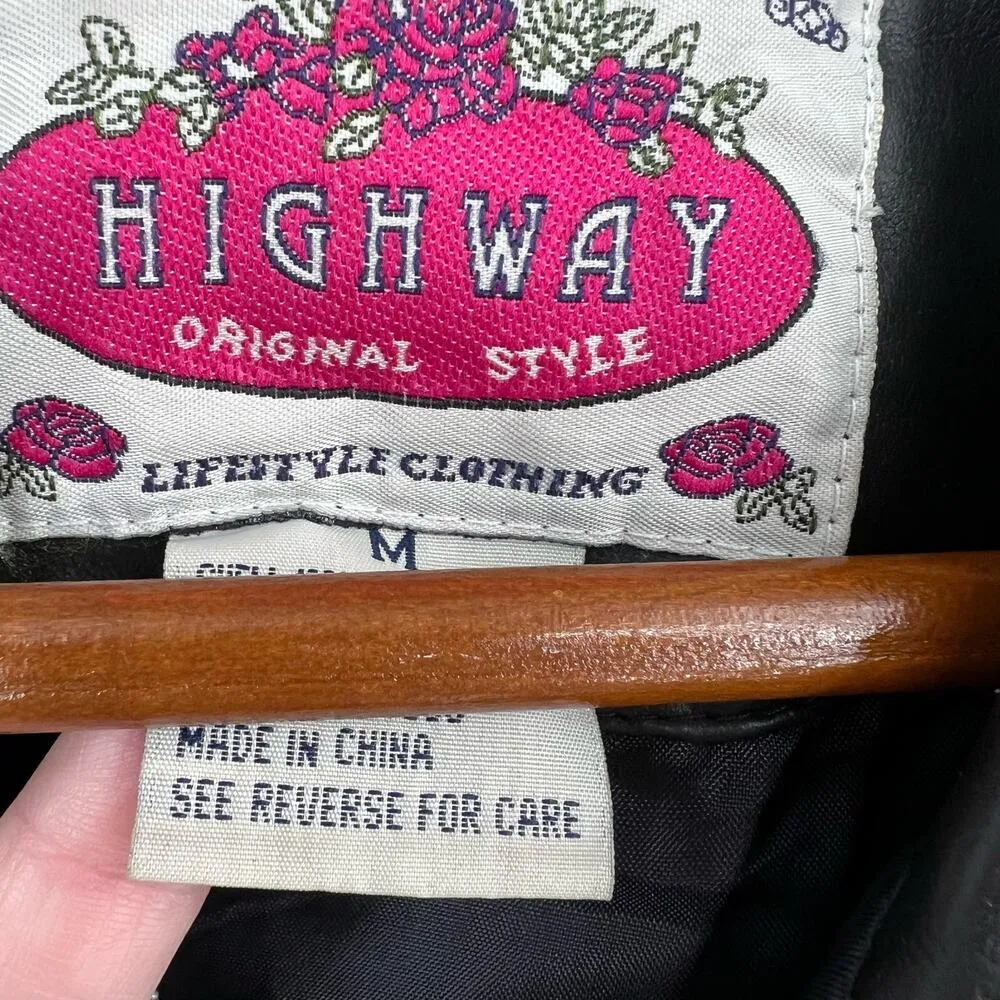 HIGHWAY
ORIGINAL STYLE
LIFESTYLE CLOTHING
M
MADE IN CHINA
SEE REVERSE FOR CARE